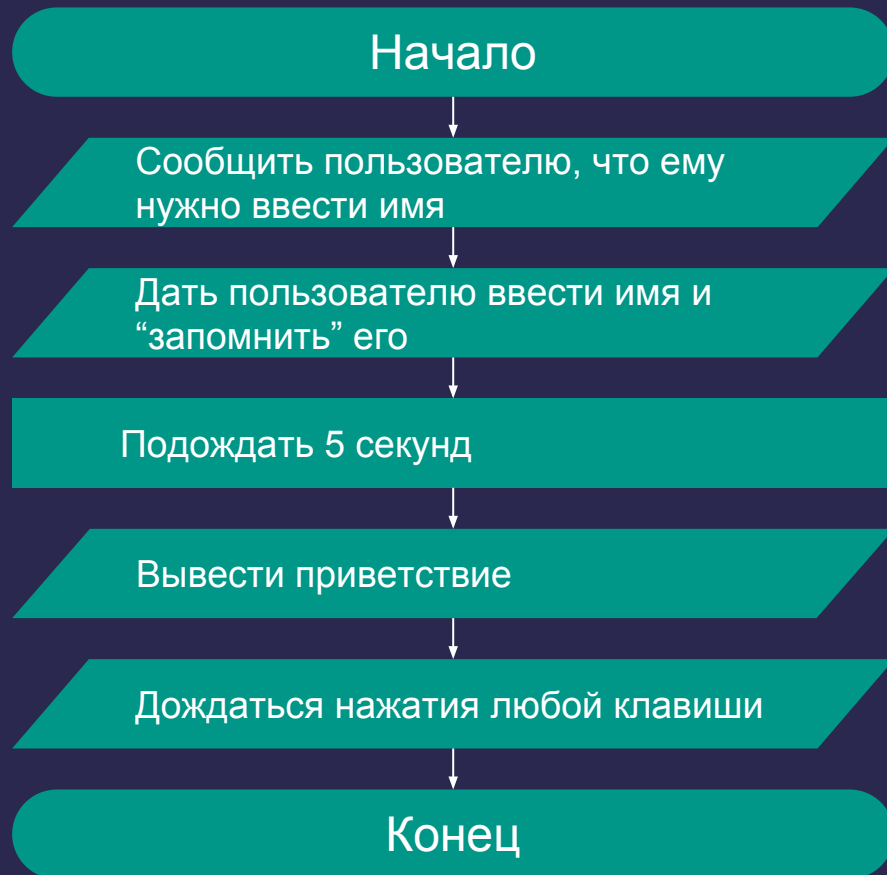 Начало
Сообщить пользователю, что ему
нужно ввести имя
Дать пользователю ввести имя и
“запомнить” его
Подождать 5 секунд
Вывести приветствие
Дождаться нажатия любой клавиши
Конец